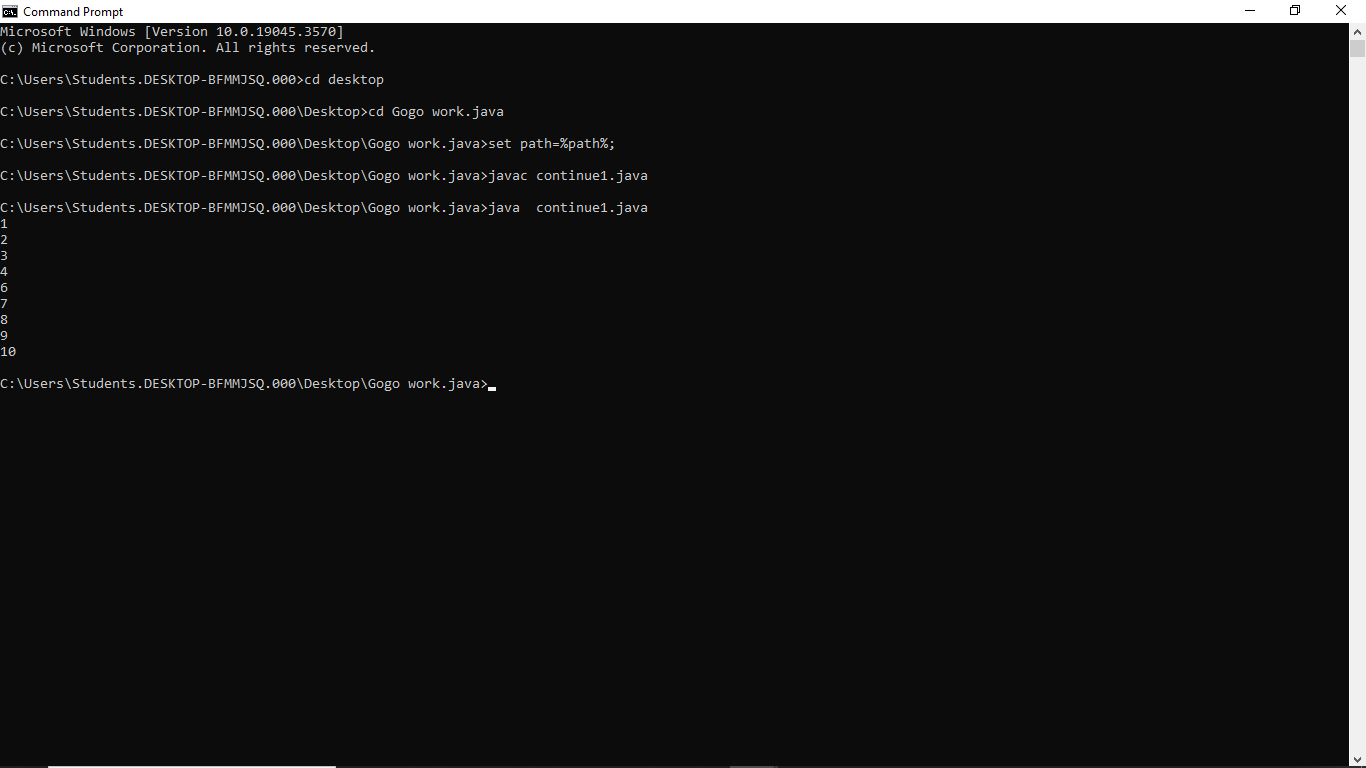 Command Prompt
Microsoft Windows [Version 10.0.19045.3570]
(c) Microsoft Corporation. All rights reserved.
C:\Users\Students.DESKTOP-BFMMJSQ.000>cd desktop
C:\Users\Students.DESKTOP-BFMMJSQ.000\Desktop>cd Gogo work.java
C:\Users\Students.DESKTOP-BFMMJSQ.000\Desktop\Gogo work.java>set path=%path%;
C:\Users\Students.DESKTOP-BFMMJSQ.000\Desktop\Gogo work.java>javac continue1.java
C:\Users\Students.DESKTOP-BFMMJSQ.000\Desktop\Gogo work.java>java  continue1.java
1
2
3
4
6
7
8
9
10
C:\Users\Students.DESKTOP-BFMMJSQ.000\Desktop\Gogo work.java>